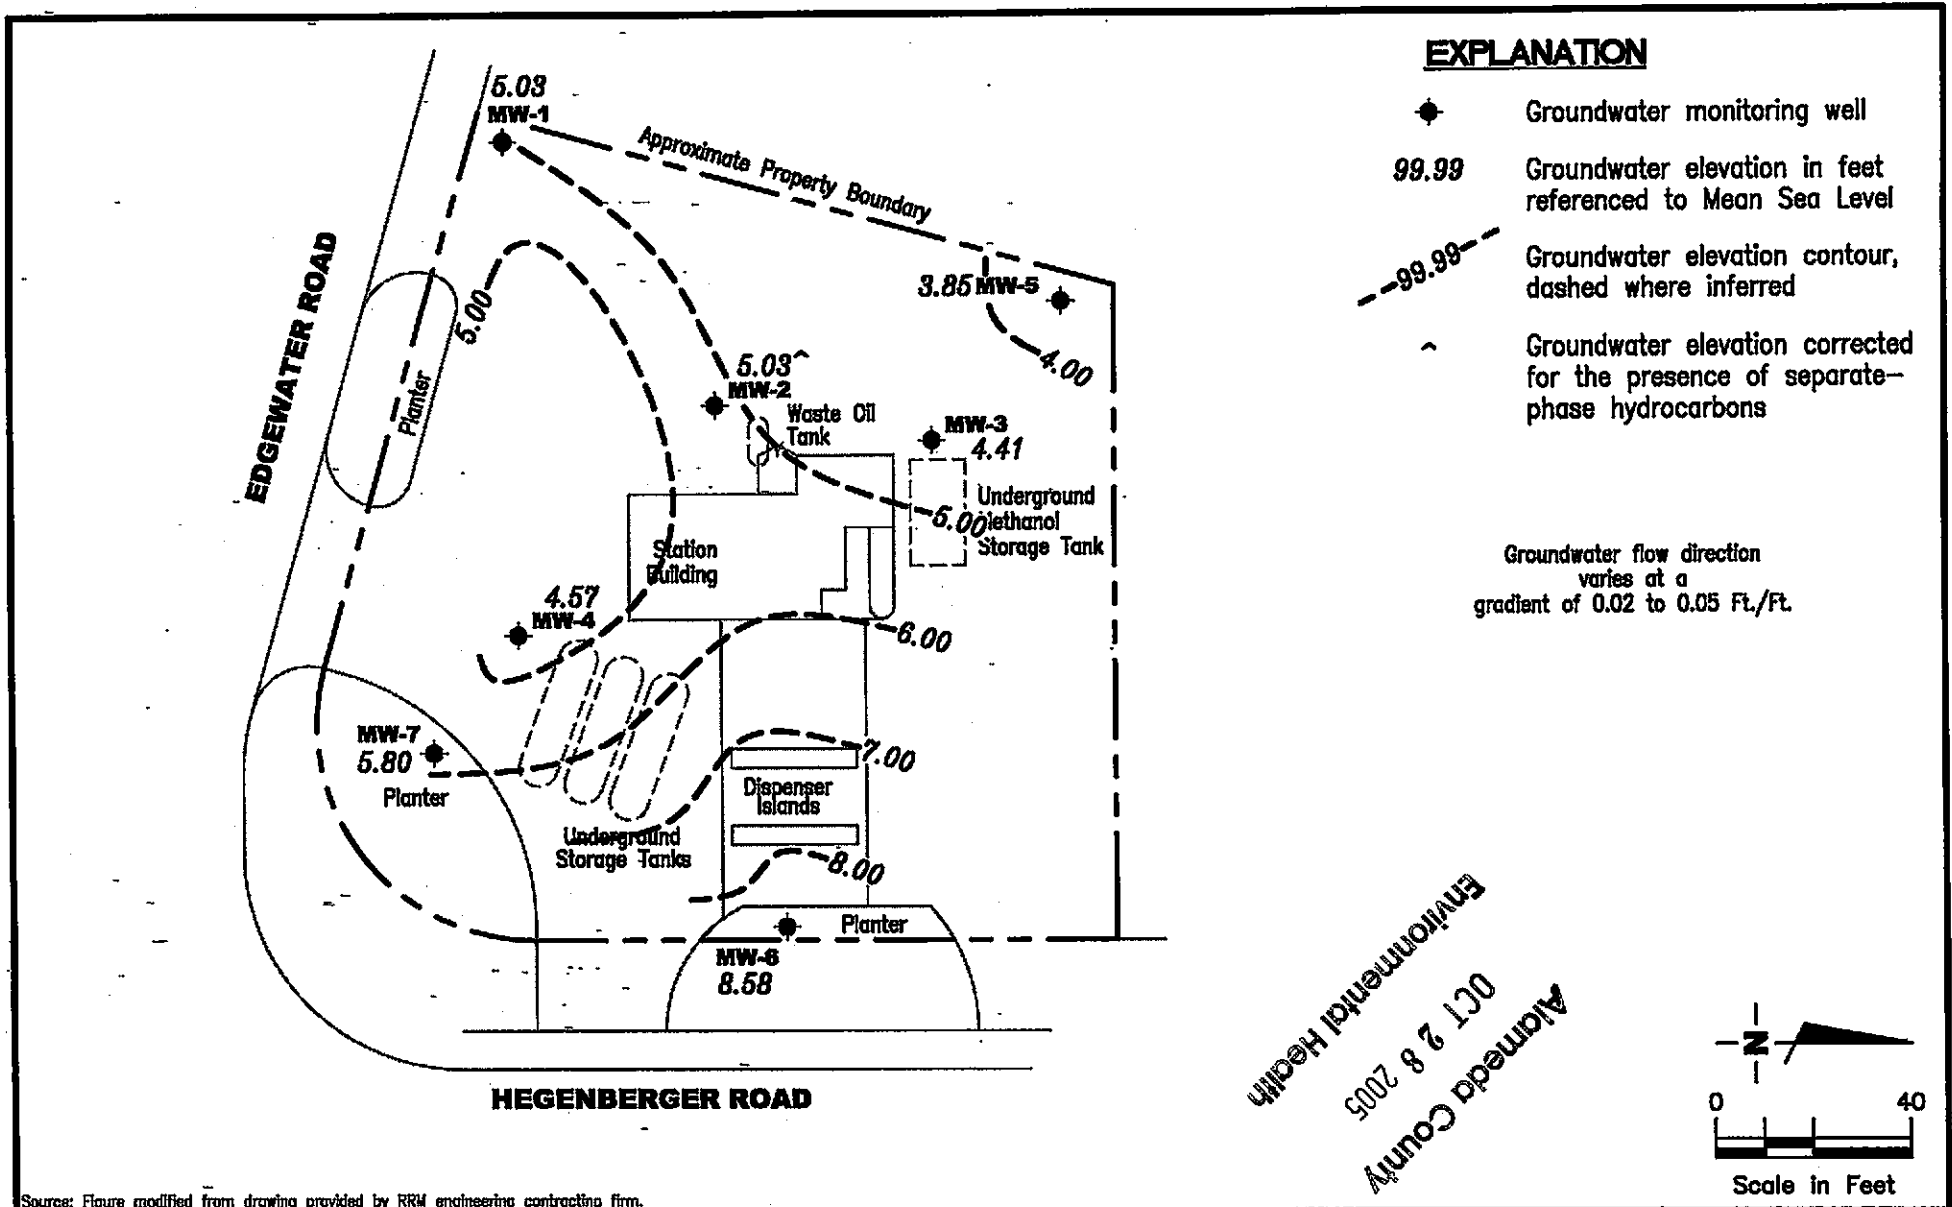 EXPLANATION
Groundwater monitoring well
99.99
Groundwater elevation in feet
referenced to Mean Sea Level
99.99
Groundwater elevation contour,
dashed where inferred
^
Groundwater elevation corrected
for the presence of separate-
phase hydrocarbons
Groundwater flow direction
varies at a
gradient of 0.02 to 0.05 Ft./Ft.
5.03
MW-1
Approximate Property Boundary
EDGEWATER ROAD
5.00
Planter
3.85 MW-5
4.00
5.03^
MW-2
Waste Oil
Tank
MW-3
4.41
Underground
Methanol
Storage Tank
5.00
Station
Building
4.57
MW-4
6.00
MW-7
5.80
Planter
7.00
Dispenser
Islands
Underground
Storage Tanks
8.00
Planter
MW-6
8.58
HEGENBERGER ROAD
Alameda County
OCT 28 2005
Environmental Health
N
0 40
Scale in Feet
Source: Figure modified from drawing provided by RRM engineering contracting firm.